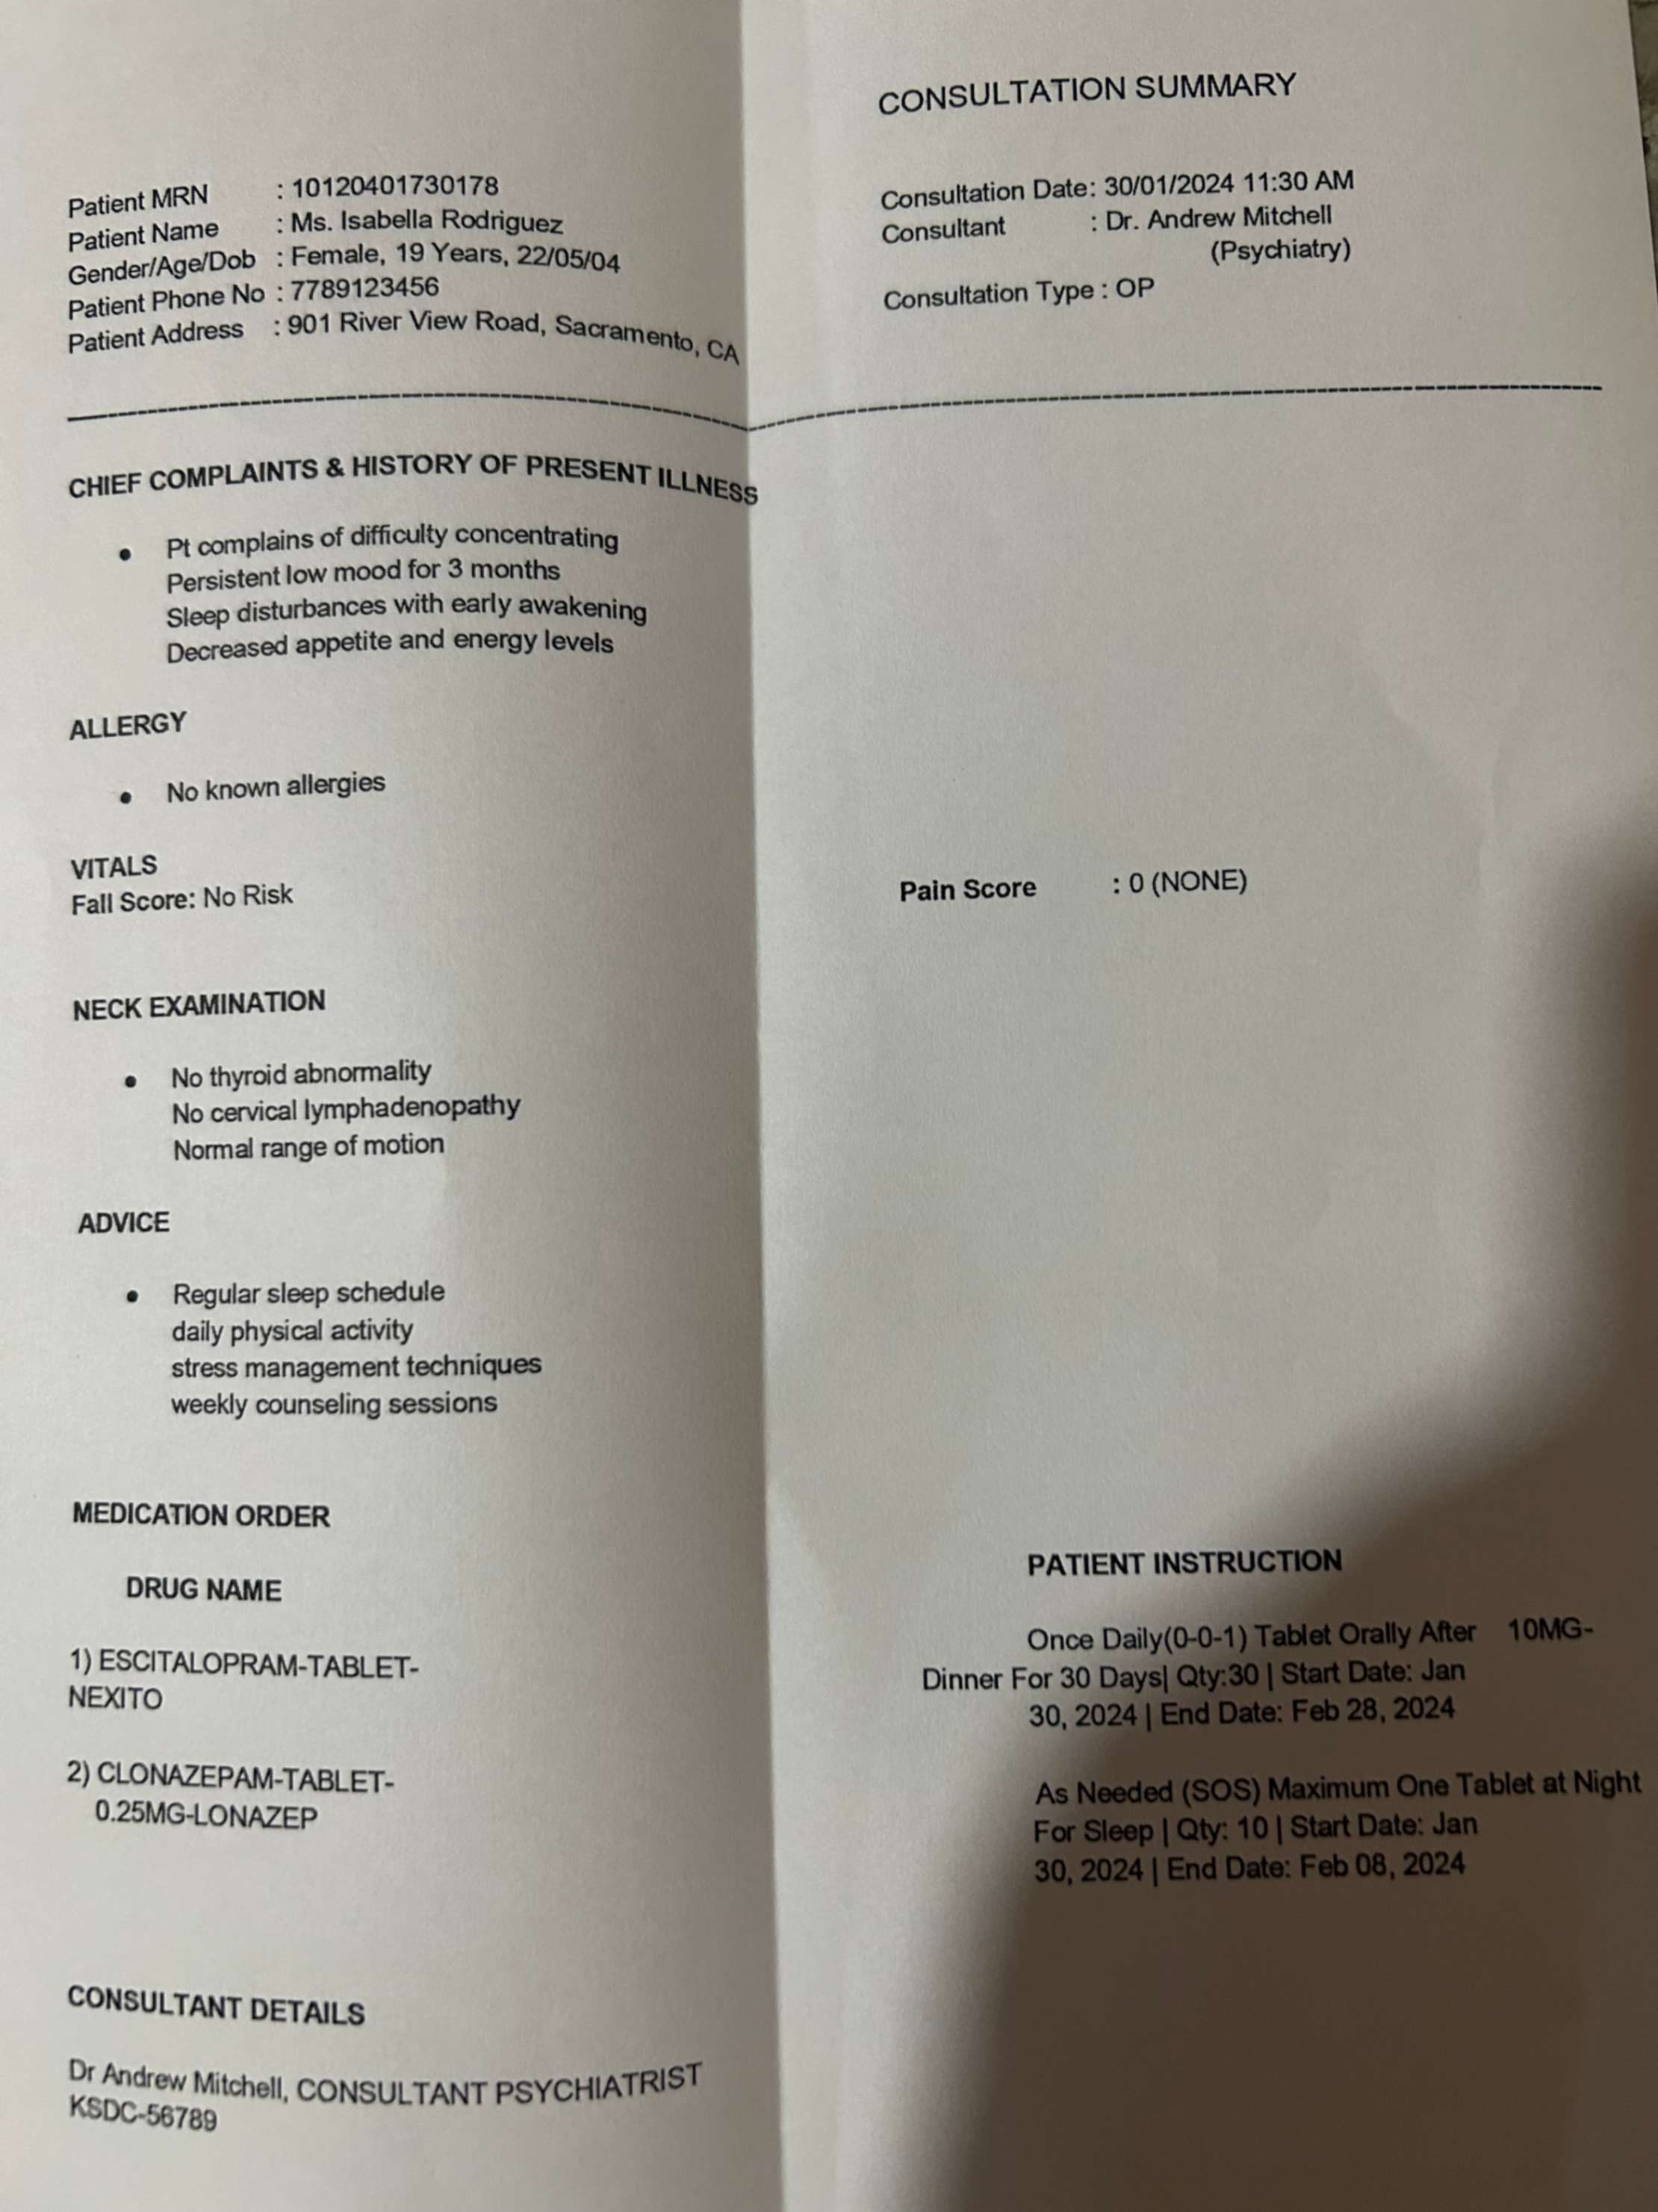 CONSULTATION SUMMARY
Patient MRN : 10120401730178
Patient Name : Ms. Isabella Rodriguez
Gender/Age/Dob : Female, 19 Years, 22/05/04
Patient Phone No : 7789123456
Patient Address : 901 River View Road, Sacramento, CA
Consultation Date: 30/01/2024 11:30 AM
Consultant : Dr. Andrew Mitchell
(Psychiatry)
Consultation Type : OP
CHIEF COMPLAINTS & HISTORY OF PRESENT ILLNESS
• Pt complains of difficulty concentrating
Persistent low mood for 3 months
Sleep disturbances with early awakening
Decreased appetite and energy levels
ALLERGY
• No known allergies
VITALS
Fall Score: No Risk
Pain Score : 0 (NONE)
NECK EXAMINATION
• No thyroid abnormality
No cervical lymphadenopathy
Normal range of motion
ADVICE
• Regular sleep schedule
daily physical activity
stress management techniques
weekly counseling sessions
MEDICATION ORDER
DRUG NAME
PATIENT INSTRUCTION
1) ESCITALOPRAM-TABLET-
NEXITO
Once Daily(0-0-1) Tablet Orally After 10MG-
Dinner For 30 Days| Qty:30 | Start Date: Jan
30, 2024 | End Date: Feb 28, 2024
2) CLONAZEPAM-TABLET-
0.25MG-LONAZEP
As Needed (SOS) Maximum One Tablet at Night
For Sleep | Qty: 10 | Start Date: Jan
30, 2024 | End Date: Feb 08, 2024
CONSULTANT DETAILS
Dr Andrew Mitchell, CONSULTANT PSYCHIATRIST
KSDC-56789